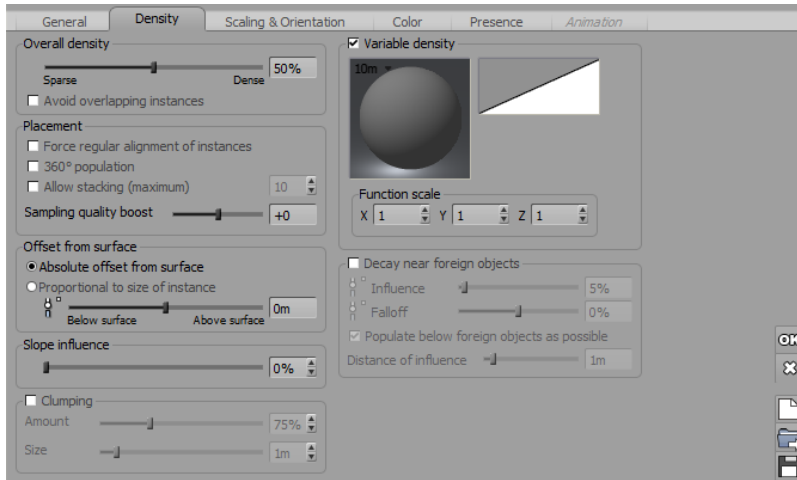 General Density Scaling & Orientation Color Presence Animation
Overall density
50%
Sparse Dense
Avoid overlapping instances
Placement
Force regular alignment of instances
360° population
Allow stacking (maximum) 10
Sampling quality boost +0
Offset from surface
Absolute offset from surface
Proportional to size of instance
0m
Below surface Above surface
Slope influence
0%
Clumping
Amount 75%
Size 1m
Variable density
10m
Function scale
X 1 Y 1 Z 1
Decay near foreign objects
Influence 5%
Falloff 0%
Populate below foreign objects as possible
Distance of influence 1m
OK